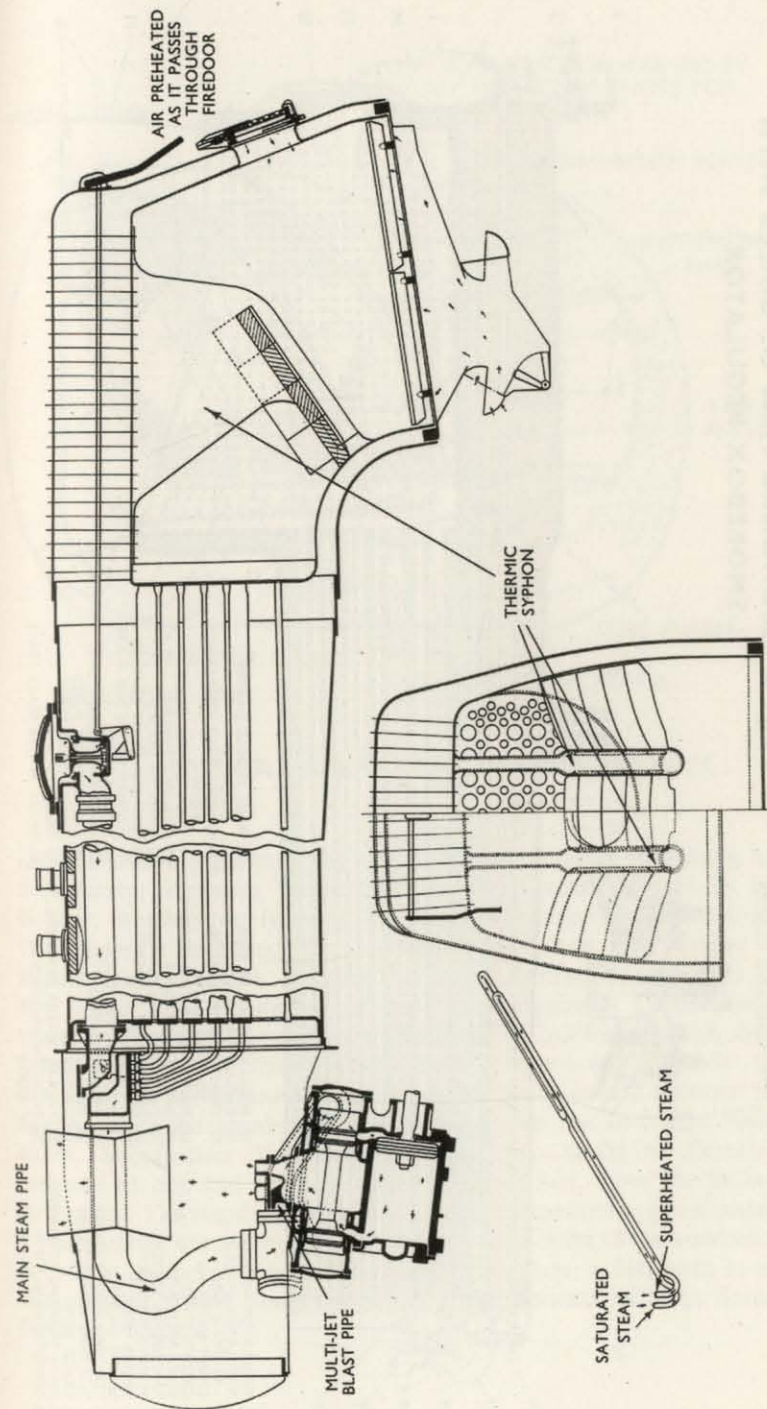 MAIN STEAM PIPE
AIR PREHEATED
AS IT PASSES
THROUGH
FIREDOOR
MULTI-JET
BLAST PIPE
THERMIC
SYPHON
SATURATED
STEAM
SUPERHEATED STEAM